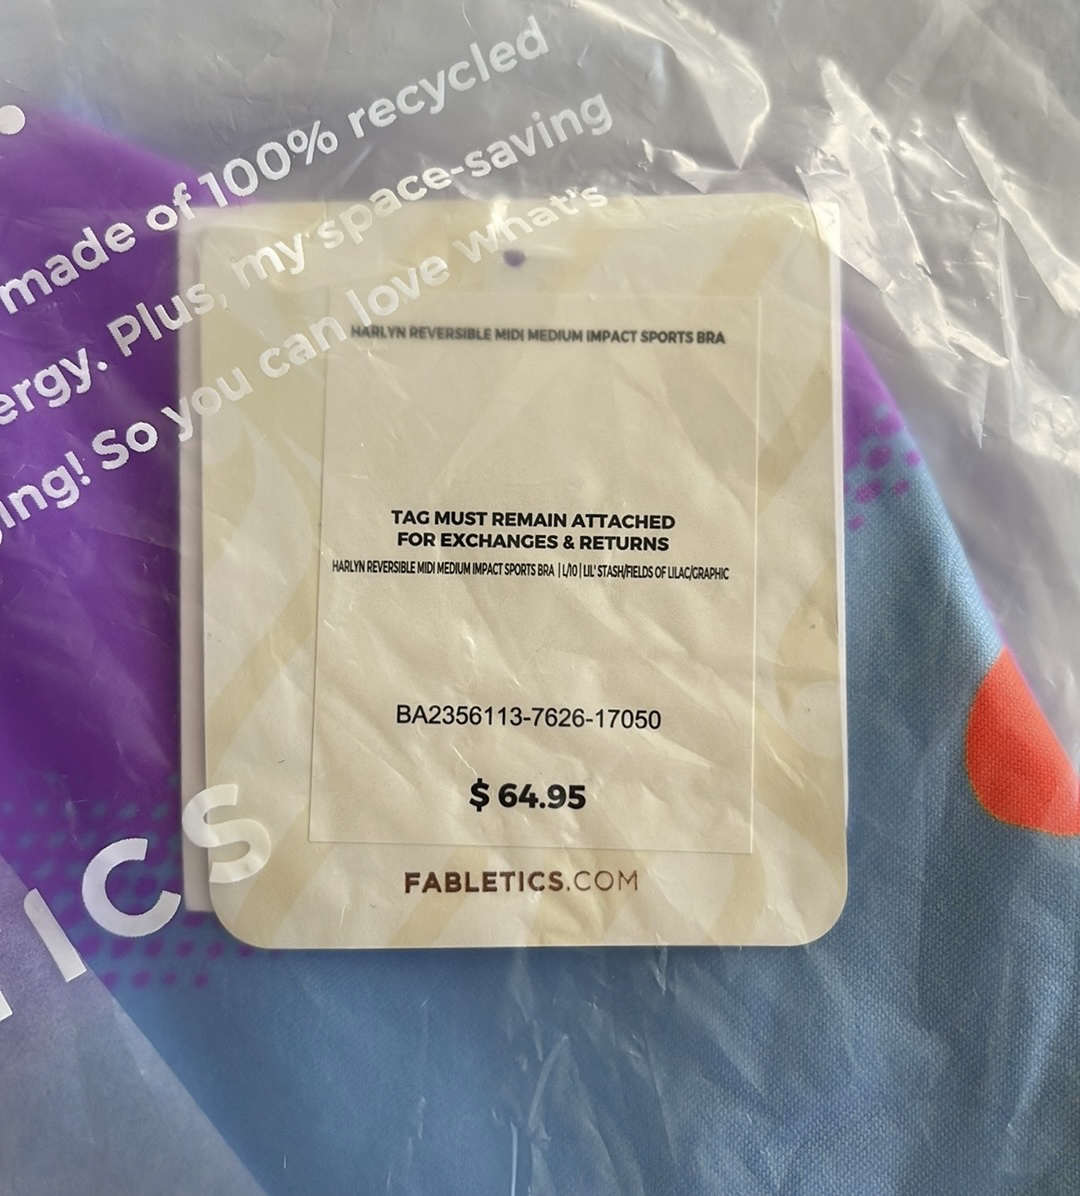 made of 100% recycled
ergy. Plus, my space-saving
ing! So you can love what's
HARLYN REVERSIBLE MIDI MEDIUM IMPACT SPORTS BRA
TAG MUST REMAIN ATTACHED
FOR EXCHANGES & RETURNS
HARLYN REVERSIBLE MIDI MEDIUM IMPACT SPORTS BRA | L/10 | LIL' STASH/FIELDS OF LILAC/GRAPHIC
BA2356113-7626-17050
$ 64.95
FABLETICS.COM
ICS